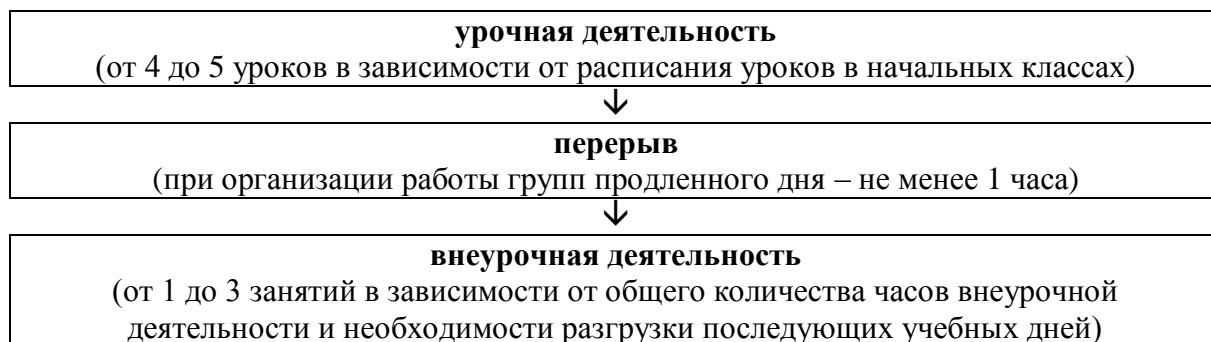 урочная деятельность
(от 4 до 5 уроков в зависимости от расписания уроков в начальных классах)
перерыв
(при организации работы групп продленного дня – не менее 1 часа)
внеурочная деятельность
(от 1 до 3 занятий в зависимости от общего количества часов внеурочной
деятельности и необходимости разгрузки последующих учебных дней)